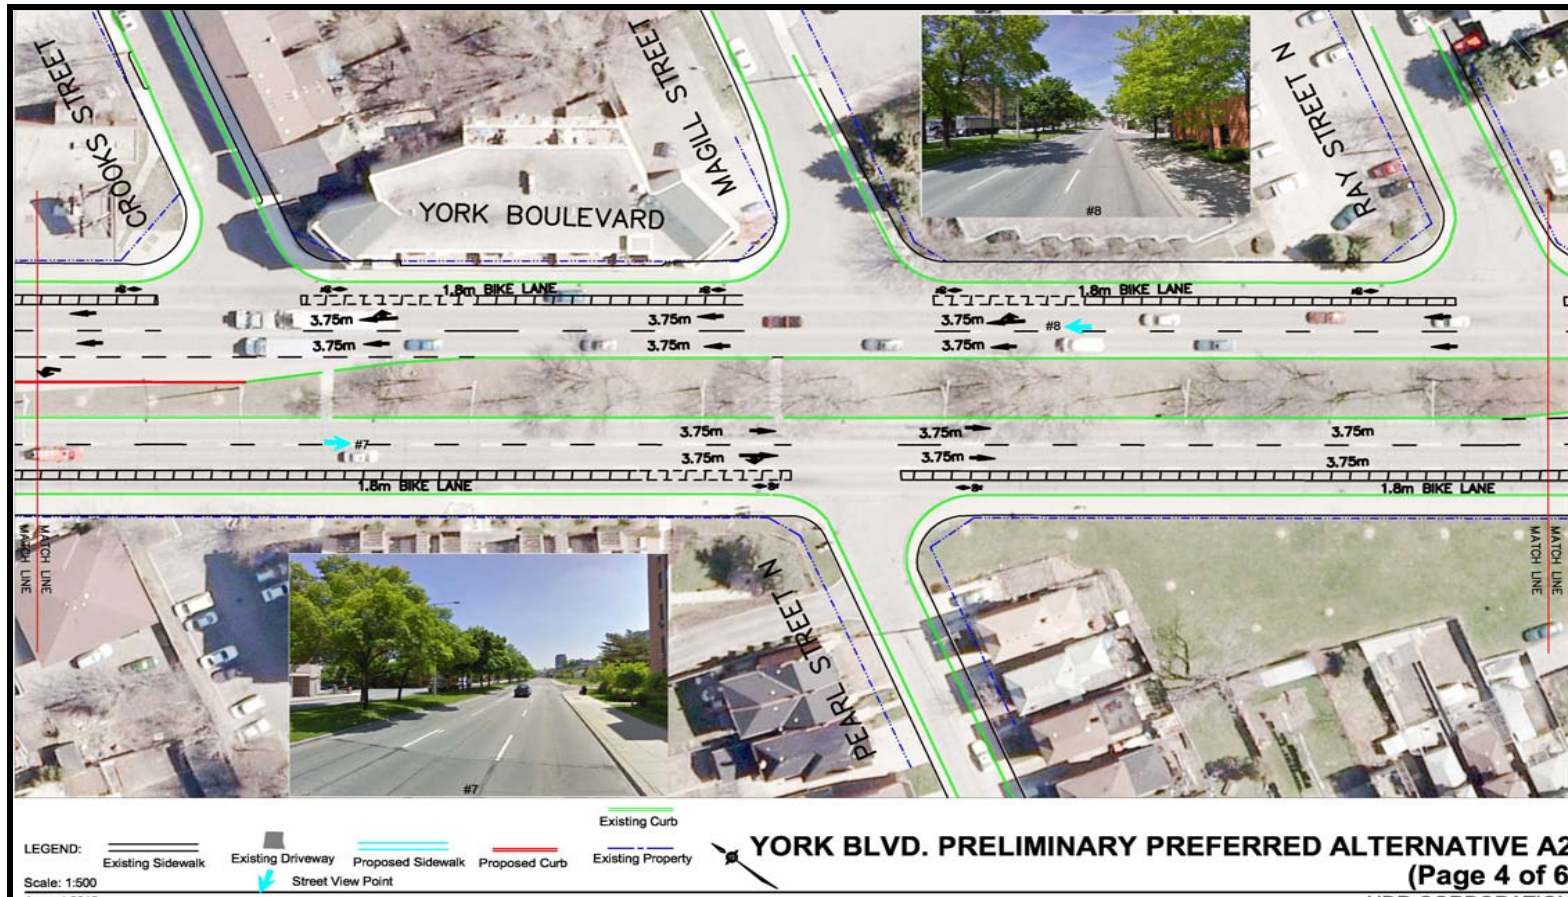 CROOKS STREET
MAGILL STREET
RAY STREET N
YORK BOULEVARD
#8
1.8m BIKE LANE
1.8m BIKE LANE
3.75m
3.75m
3.75m
#8
3.75m
3.75m
3.75m
3.75m
3.75m
3.75m
#7
3.75m
3.75m
3.75m
1.8m BIKE LANE
1.8m BIKE LANE
MATCH LINE
MATCH LINE
MATCH LINE
MATCH LINE
PEARL STREET N
#7
LEGEND:
Existing Sidewalk
Existing Driveway
Proposed Sidewalk
Proposed Curb
Existing Curb
Existing Property
Street View Point
Scale: 1:500
YORK BLVD. PRELIMINARY PREFERRED ALTERNATIVE A2
(Page 4 of 6